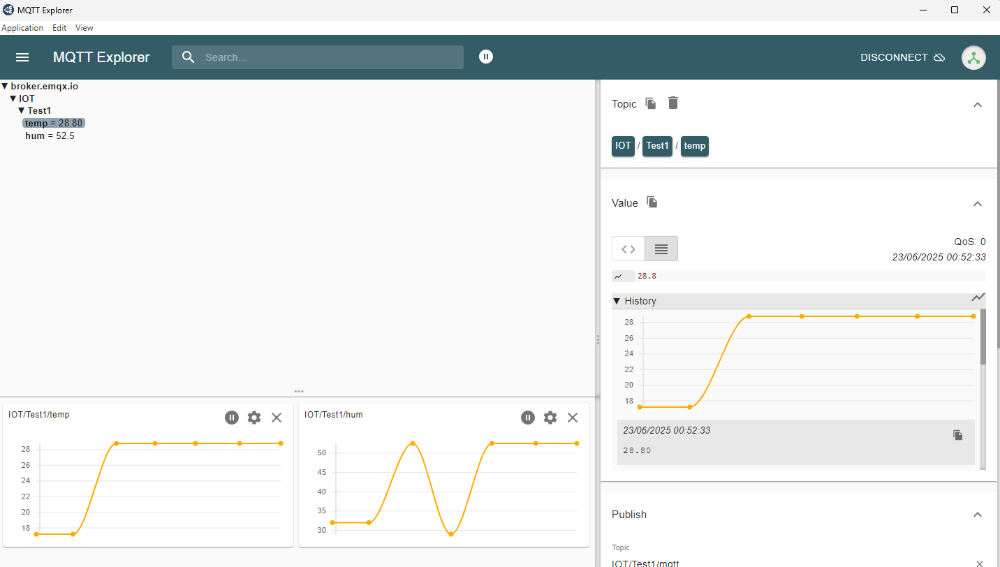 MQTT Explorer
Application Edit View
MQTT Explorer
Search...
DISCONNECT
▼ broker.emqx.io
▼ IOT
▼ Test1
temp = 28.80
hum = 52.5
Topic
IOT / Test1 / temp
Value
QoS: 0
23/06/2025 00:52:33
28.8
▼ History
28
26
24
22
20
18
23/06/2025 00:52:33
28.80
IOT/Test1/temp
28
26
24
22
20
18
IOT/Test1/hum
50
45
40
35
30
Publish
Topic
IOT/Test1/mqtt